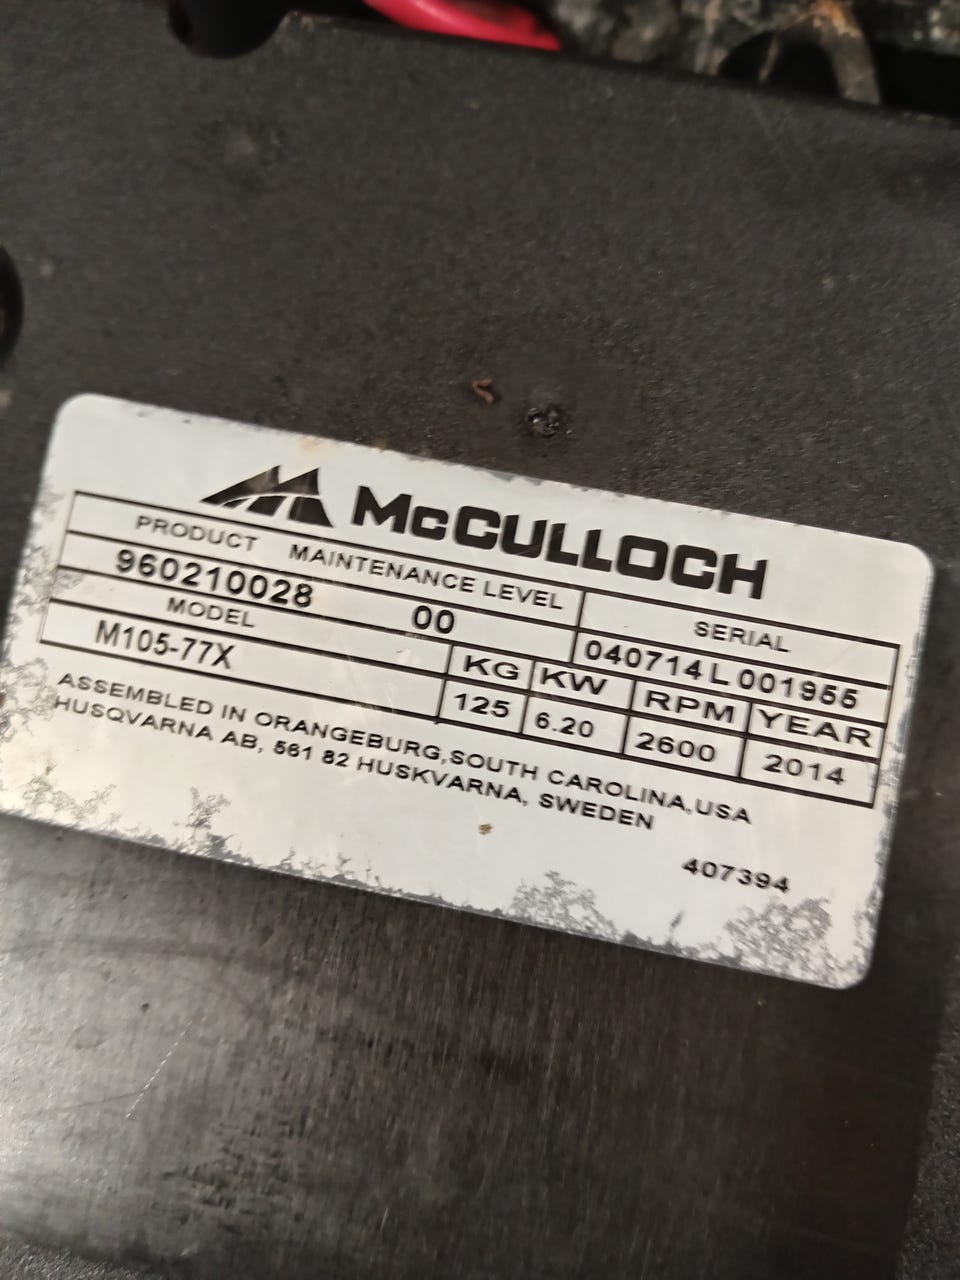 McCULLOCH
PRODUCT MAINTENANCE LEVEL SERIAL
960210028 00 040714L001955
MODEL KG KW RPM YEAR
M105-77X 125 6.20 2600 2014
ASSEMBLED IN ORANGEBURG,SOUTH CAROLINA,USA
HUSQVARNA AB, 561 82 HUSKVARNA, SWEDEN
407394